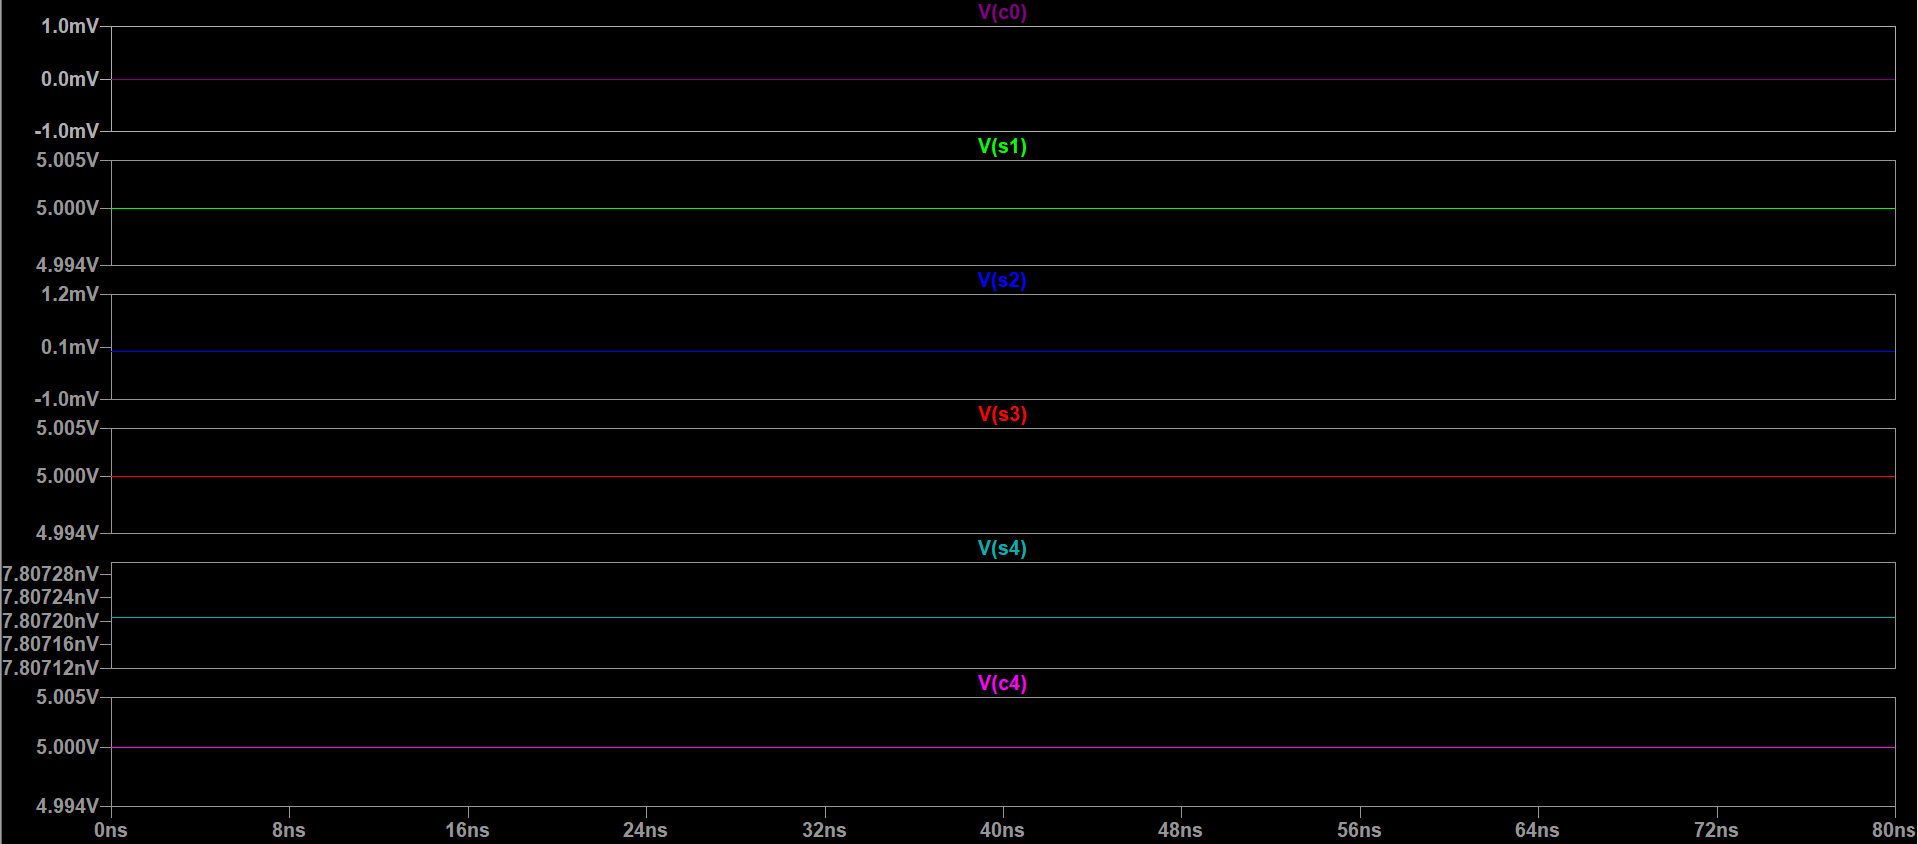 V(c0)
1.0mV
0.0mV
-1.0mV
V(s1)
5.005V
5.000V
4.994V
V(s2)
1.2mV
0.1mV
-1.0mV
V(s3)
5.005V
5.000V
4.994V
V(s4)
7.80728nV
7.80724nV
7.80720nV
7.80716nV
7.80712nV
V(c4)
5.005V
5.000V
4.994V
0ns 8ns 16ns 24ns 32ns 40ns 48ns 56ns 64ns 72ns 80ns